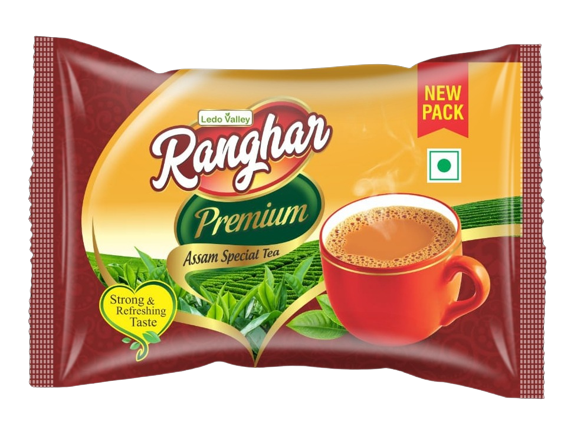 Ledo Valley
Ranghar
Premium
Assam Special Tea
NEW
PACK
Strong &
Refreshing
Taste